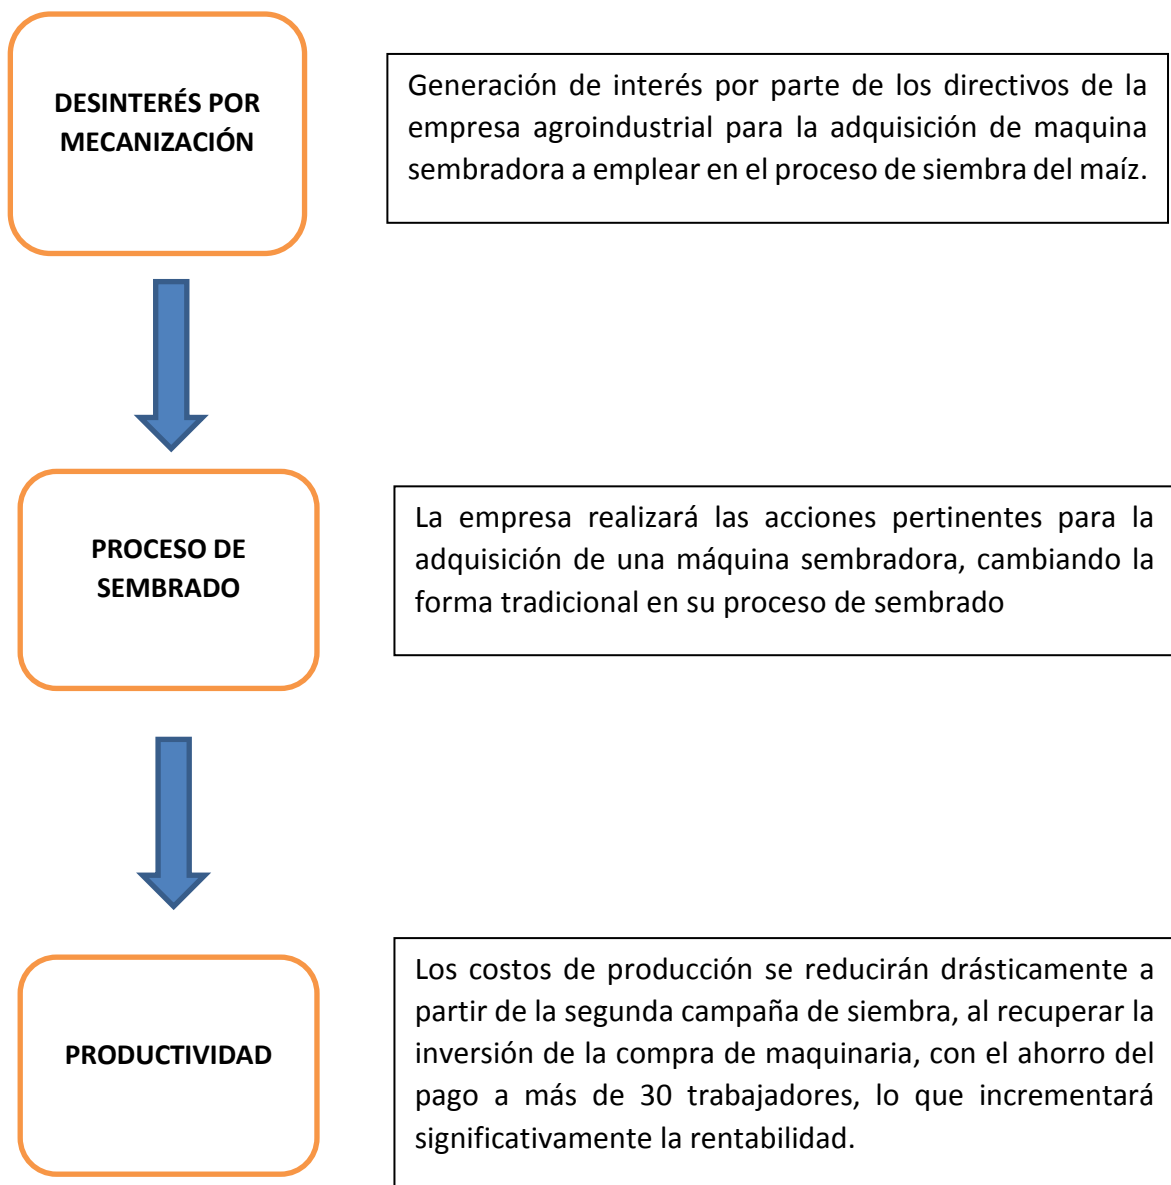 DESINTERÉS POR
MECANIZACIÓN
Generación de interés por parte de los directivos de la
empresa agroindustrial para la adquisición de maquina
sembradora a emplear en el proceso de siembra del maíz.
PROCESO DE
SEMBRADO
La empresa realizará las acciones pertinentes para la
adquisición de una máquina sembradora, cambiando la
forma tradicional en su proceso de sembrado
PRODUCTIVIDAD
Los costos de producción se reducirán drásticamente a
partir de la segunda campaña de siembra, al recuperar la
inversión de la compra de maquinaria, con el ahorro del
pago a más de 30 trabajadores, lo que incrementará
significativamente la rentabilidad.